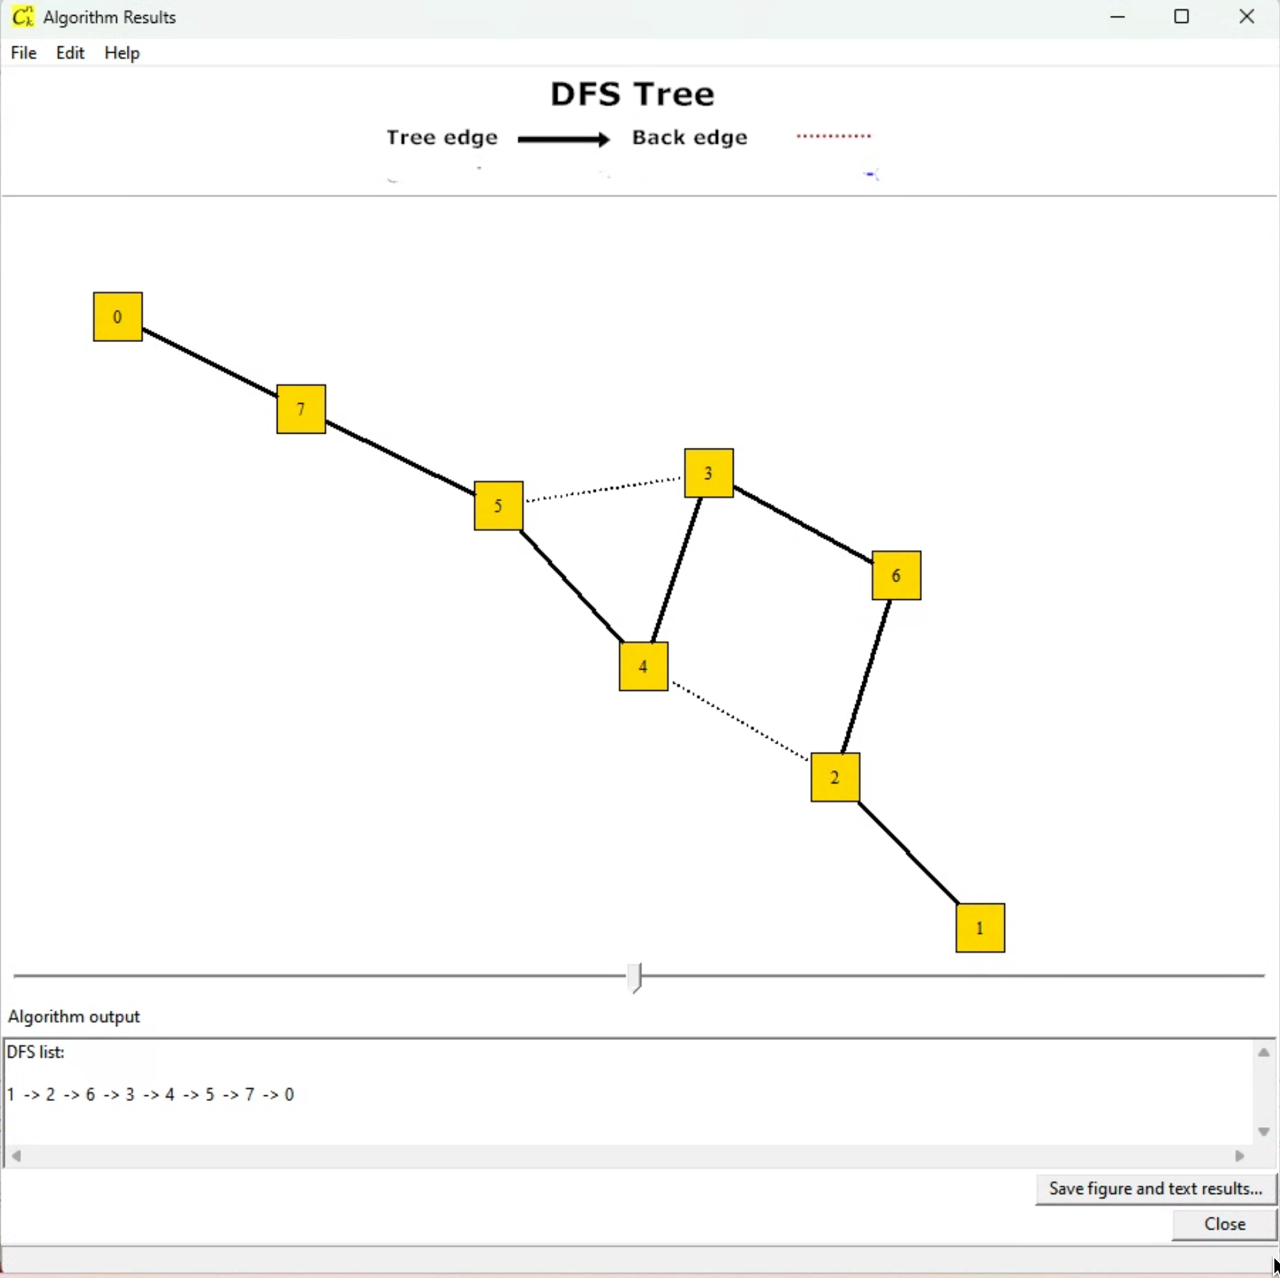 Algorithm Results
File Edit Help
DFS Tree
Tree edge Back edge
0
7
3
5
6
4
2
1
Algorithm output
DFS list:
1 -> 2 -> 6 -> 3 -> 4 -> 5 -> 7 -> 0
Save figure and text results...
Close